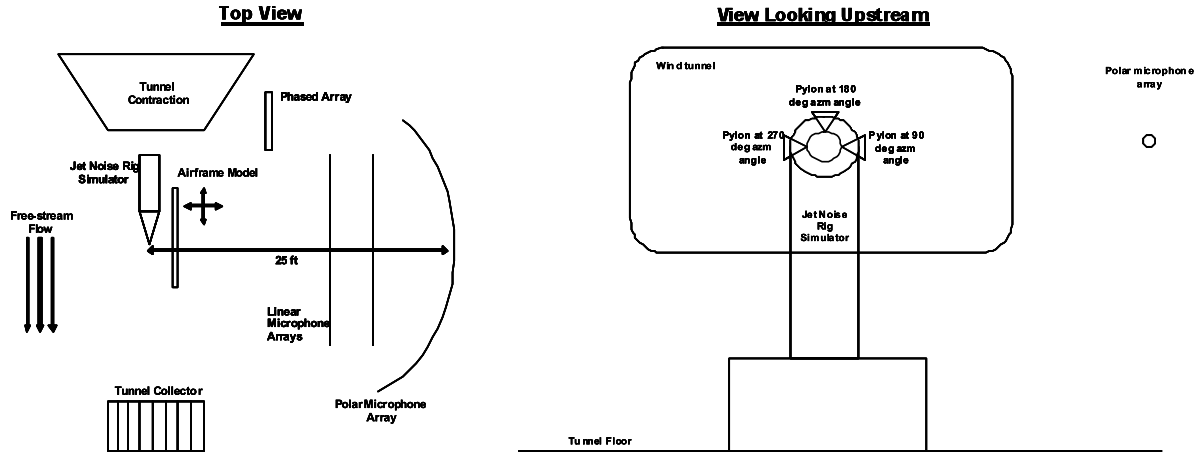 Top View
Tunnel
Contraction
Phased Array
Jet Noise Rig
Simulator
Airframe Model
Free-stream
Flow
25 ft
Linear
Microphone
Arrays
Tunnel Collector
Polar Microphone
Array
View Looking Upstream
Wind tunnel
Polar microphone
array
Pylon at 180
deg azm angle
Pylon at 270
deg azm
angle
Pylon at 90
deg azm
angle
Jet Noise
Rig
Simulator
Tunnel Floor